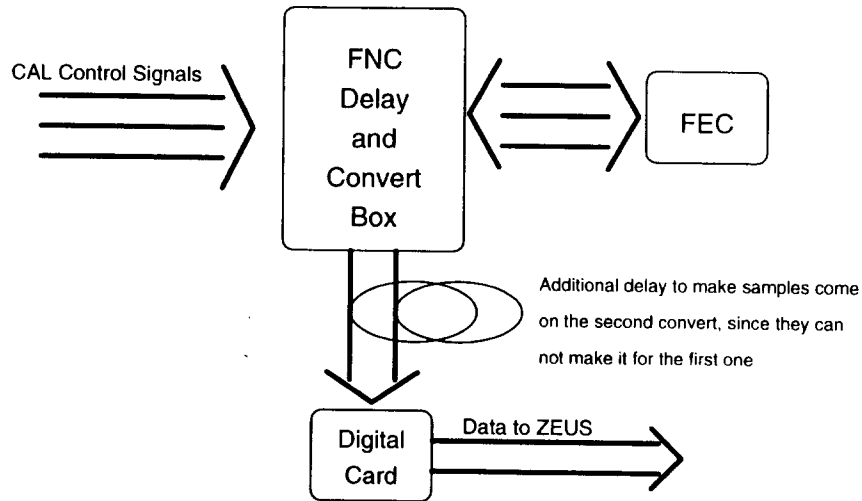 CAL Control Signals
FNC
Delay
and
Convert
Box
FEC
Additional delay to make samples come
on the second convert, since they can
not make it for the first one
Digital
Card
Data to ZEUS